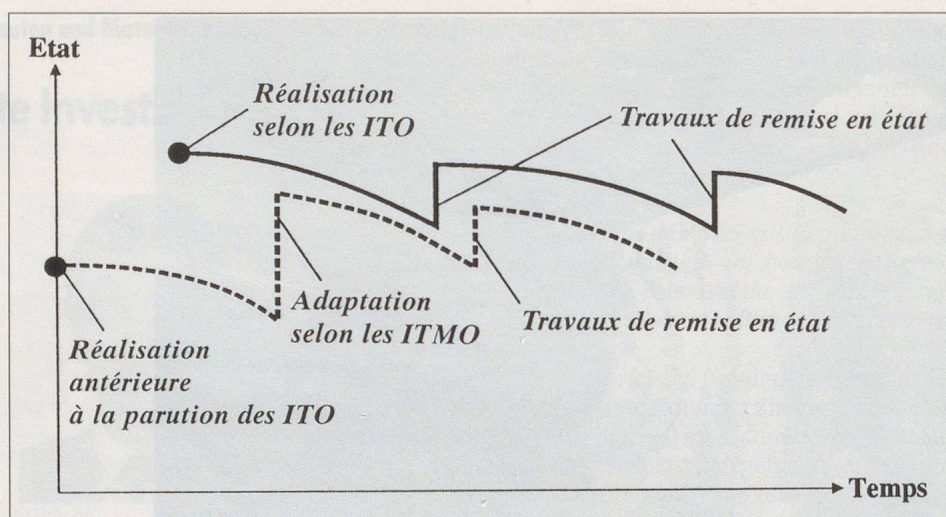 Etat
Réalisation
selon les ITO
Travaux de remise en état
Adaptation
selon les ITMO
Travaux de remise en état
Réalisation
antérieure
à la parution des ITO
Temps